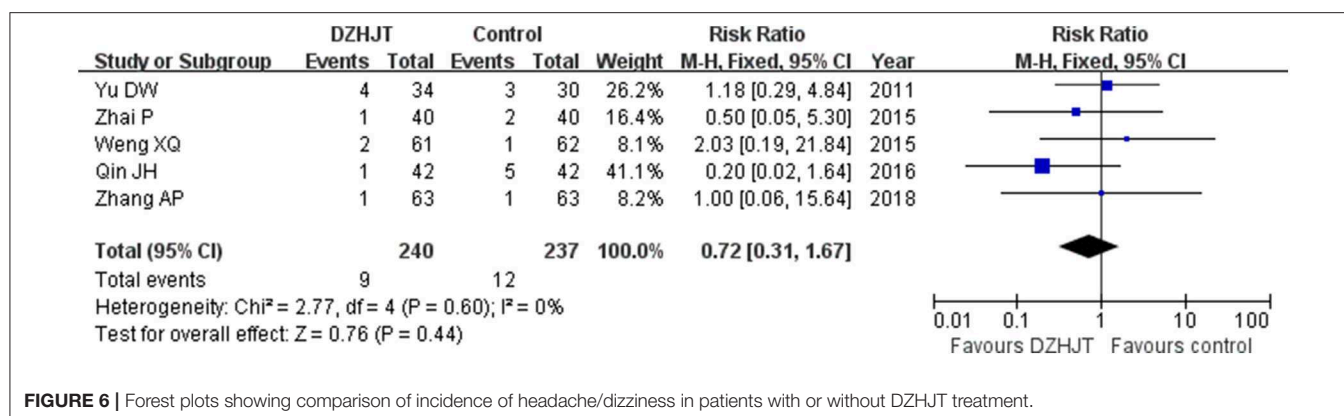 DZHJT Control Risk Ratio Risk Ratio
Study or Subgroup Events Total Events Total Weight M-H, Fixed, 95% CI Year M-H, Fixed, 95% CI
Yu DW 4 34 3 30 26.2% 1.18 [0.29, 4.84] 2011
Zhai P 1 40 2 40 16.4% 0.50 [0.05, 5.30] 2015
Weng XQ 2 61 1 62 8.1% 2.03 [0.19, 21.84] 2015
Qin JH 1 42 5 42 41.1% 0.20 [0.02, 1.64] 2016
Zhang AP 1 63 1 63 8.2% 1.00 [0.06, 15.64] 2018
Total (95% CI) 240 237 100.0% 0.72 [0.31, 1.67]
Total events 9 12
Heterogeneity: Chi² = 2.77, df = 4 (P = 0.60); I² = 0%
Test for overall effect: Z = 0.76 (P = 0.44)
0.01 0.1 1 10 100
Favours DZHJT Favours control
FIGURE 6 | Forest plots showing comparison of incidence of headache/dizziness in patients with or without DZHJT treatment.